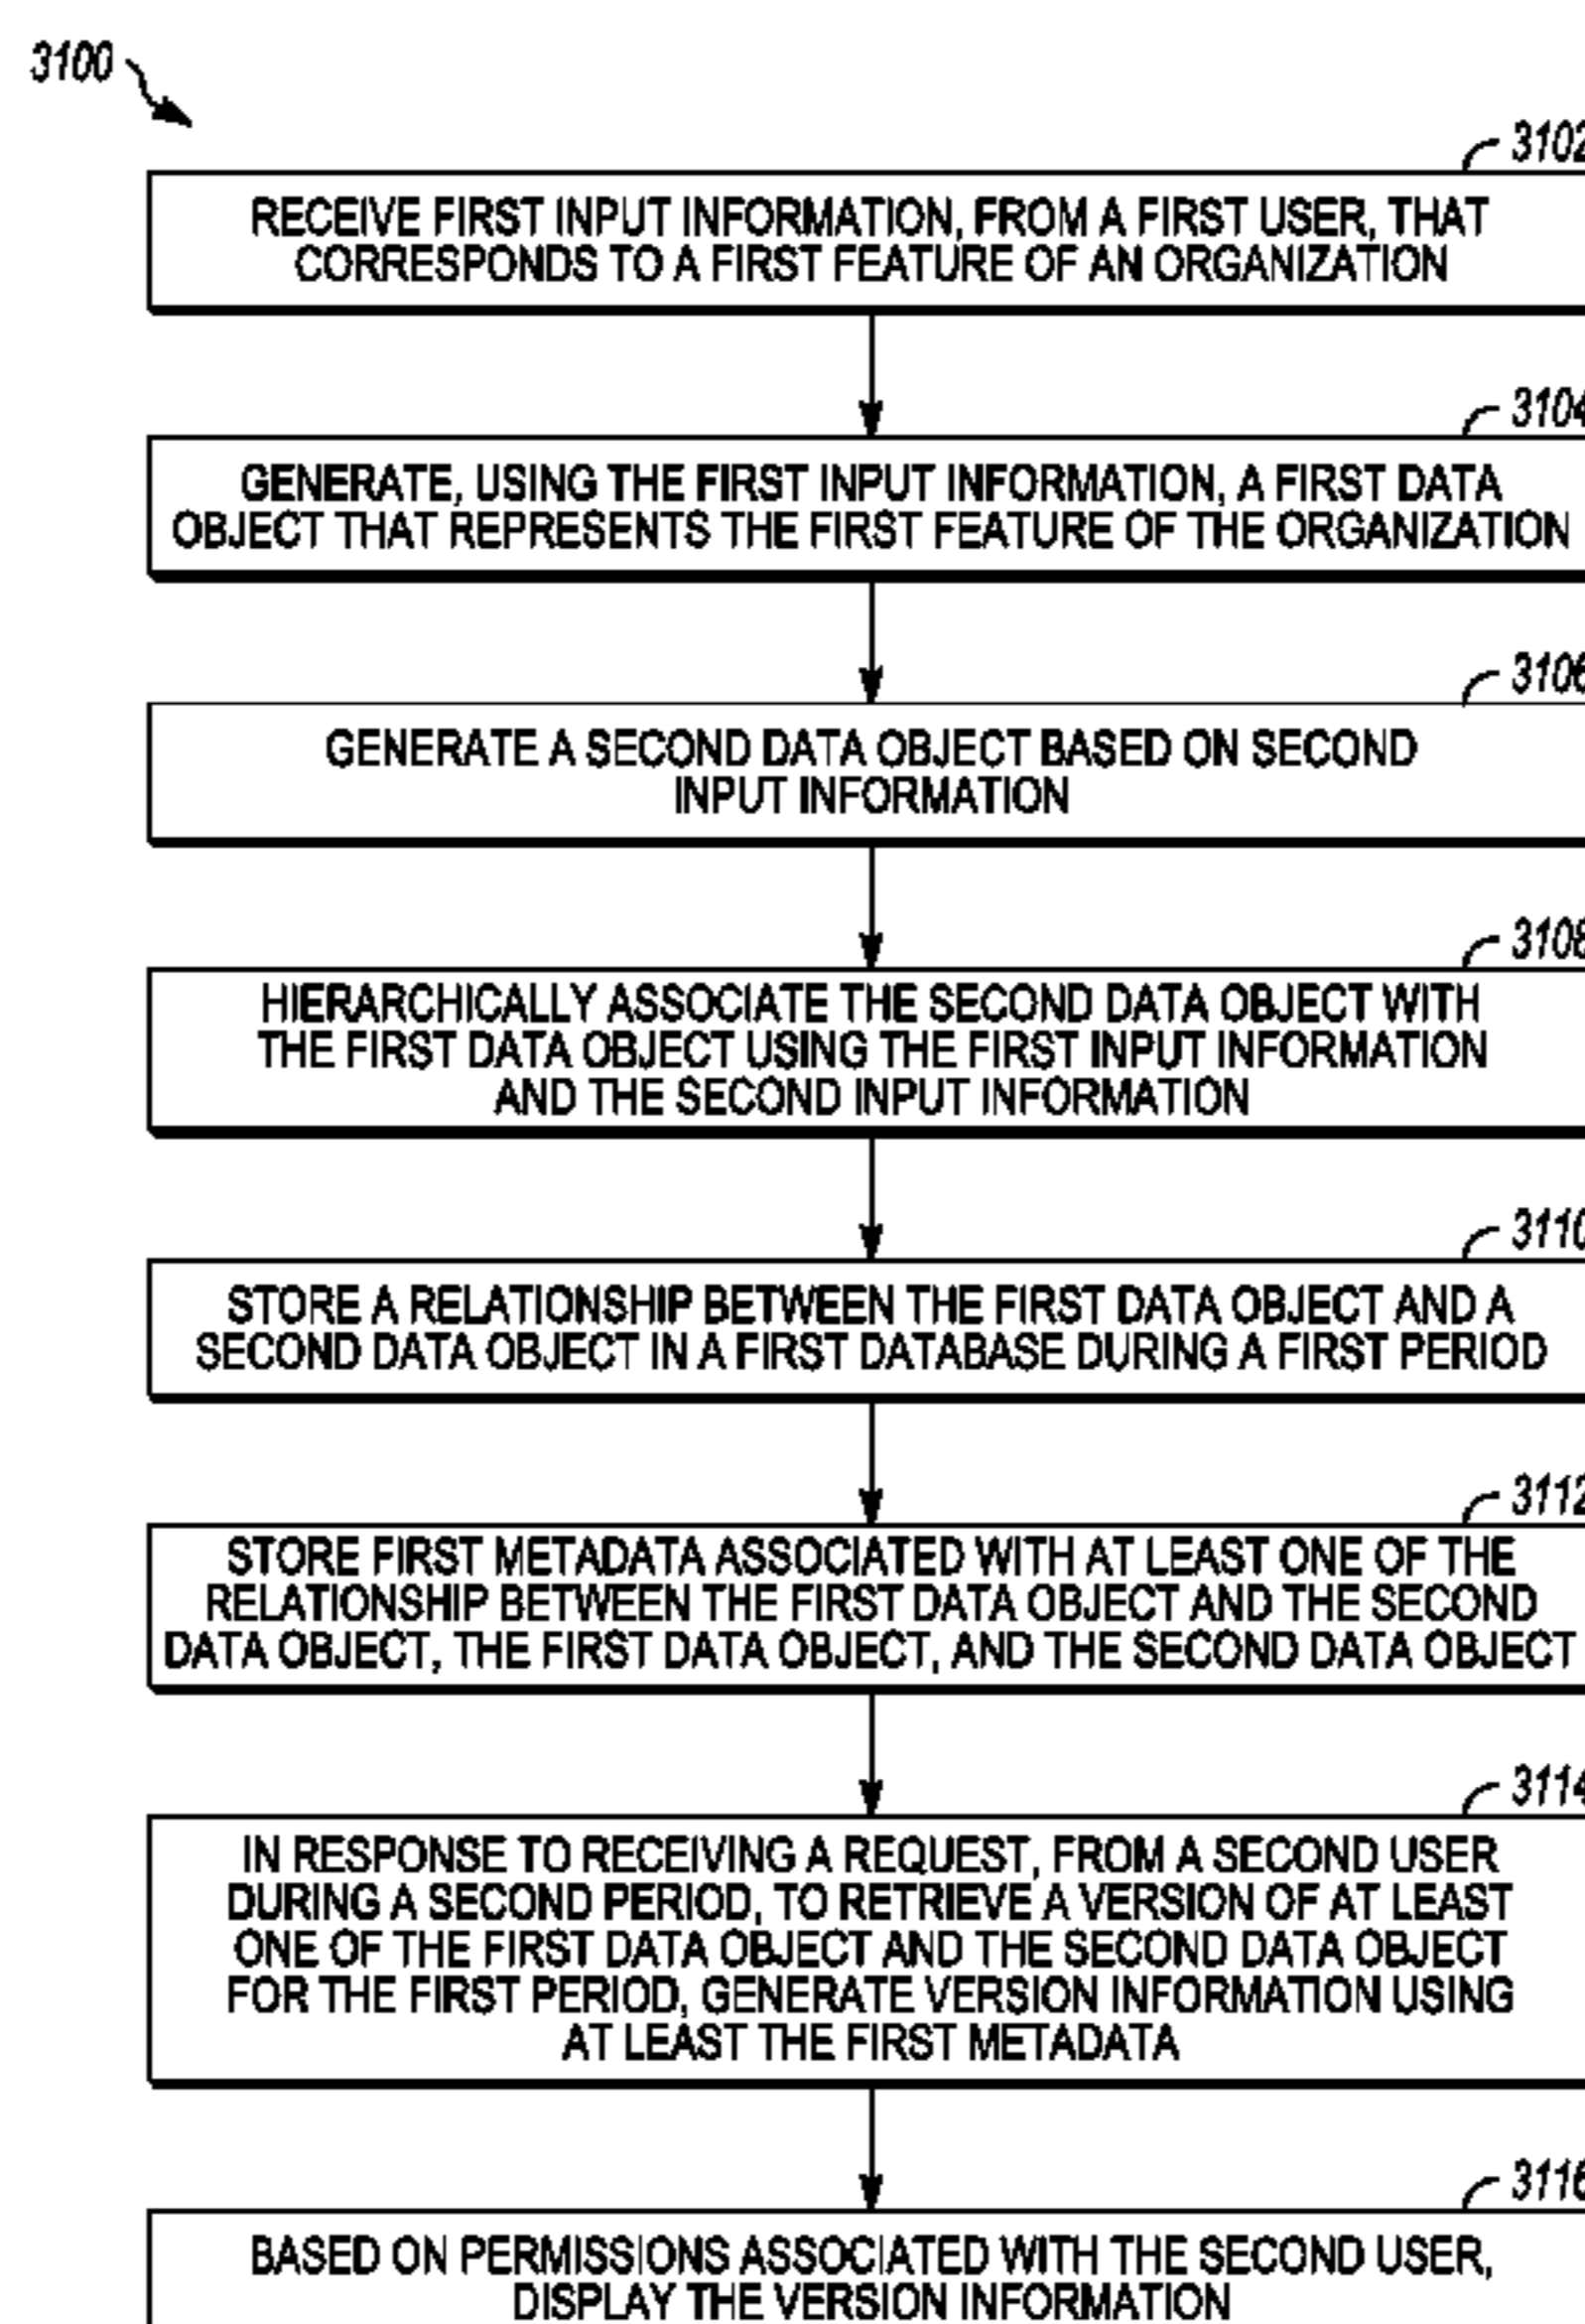 3100
3102
RECEIVE FIRST INPUT INFORMATION, FROM A FIRST USER, THAT
CORRESPONDS TO A FIRST FEATURE OF AN ORGANIZATION
3104
GENERATE, USING THE FIRST INPUT INFORMATION, A FIRST DATA
OBJECT THAT REPRESENTS THE FIRST FEATURE OF THE ORGANIZATION
3106
GENERATE A SECOND DATA OBJECT BASED ON SECOND
INPUT INFORMATION
3108
HIERARCHICALLY ASSOCIATE THE SECOND DATA OBJECT WITH
THE FIRST DATA OBJECT USING THE FIRST INPUT INFORMATION
AND THE SECOND INPUT INFORMATION
3110
STORE A RELATIONSHIP BETWEEN THE FIRST DATA OBJECT AND A
SECOND DATA OBJECT IN A FIRST DATABASE DURING A FIRST PERIOD
3112
STORE FIRST METADATA ASSOCIATED WITH AT LEAST ONE OF THE
RELATIONSHIP BETWEEN THE FIRST DATA OBJECT AND THE SECOND
DATA OBJECT, THE FIRST DATA OBJECT, AND THE SECOND DATA OBJECT
3114
IN RESPONSE TO RECEIVING A REQUEST, FROM A SECOND USER
DURING A SECOND PERIOD, TO RETRIEVE A VERSION OF AT LEAST
ONE OF THE FIRST DATA OBJECT AND THE SECOND DATA OBJECT
FOR THE FIRST PERIOD, GENERATE VERSION INFORMATION USING
AT LEAST THE FIRST METADATA
3116
BASED ON PERMISSIONS ASSOCIATED WITH THE SECOND USER,
DISPLAY THE VERSION INFORMATION